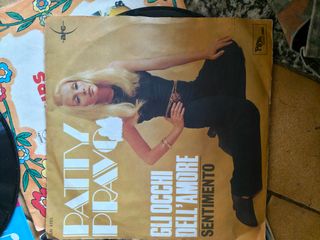 PATTY
PRAVO
GLI OCCHI
DELL'AMORE
SENTIMENTO